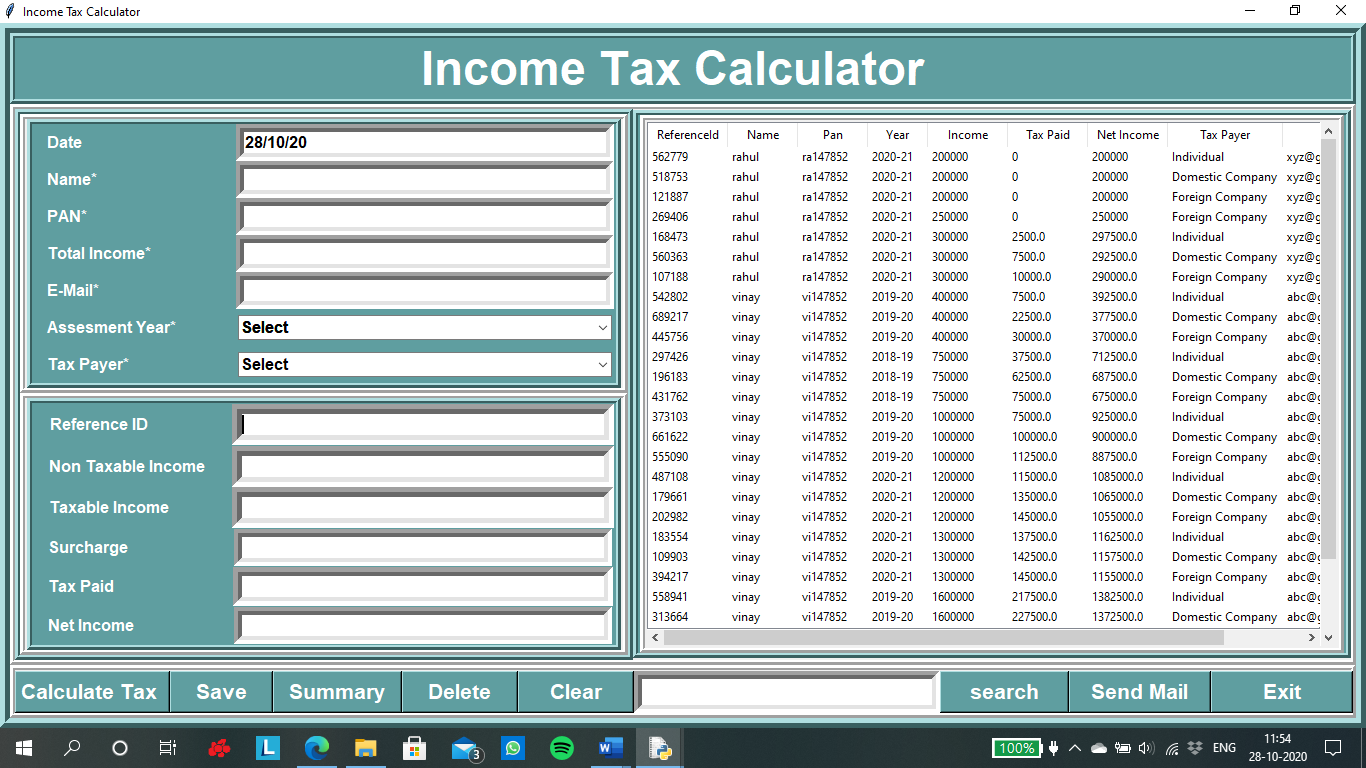 Income Tax Calculator
Income Tax Calculator
Date 28/10/20
Name*
PAN*
Total Income*
E-Mail*
Assesment Year* Select
Tax Payer* Select
Reference ID
Non Taxable Income
Taxable Income
Surcharge
Tax Paid
Net Income
ReferenceId Name Pan Year Income Tax Paid Net Income Tax Payer
562779 rahul ra147852 2020-21 200000 0 200000 Individual xyz@g
518753 rahul ra147852 2020-21 200000 0 200000 Domestic Company xyz@g
121887 rahul ra147852 2020-21 200000 0 200000 Foreign Company xyz@g
269406 rahul ra147852 2020-21 250000 0 250000 Foreign Company xyz@g
168473 rahul ra147852 2020-21 300000 2500.0 297500.0 Individual xyz@g
560363 rahul ra147852 2020-21 300000 7500.0 292500.0 Domestic Company xyz@g
107188 rahul ra147852 2020-21 300000 10000.0 290000.0 Foreign Company xyz@g
542802 vinay vi147852 2019-20 400000 7500.0 392500.0 Individual abc@g
689217 vinay vi147852 2019-20 400000 22500.0 377500.0 Domestic Company abc@g
445756 vinay vi147852 2019-20 400000 30000.0 370000.0 Foreign Company abc@g
297426 vinay vi147852 2018-19 750000 37500.0 712500.0 Individual abc@g
196183 vinay vi147852 2018-19 750000 62500.0 687500.0 Domestic Company abc@g
431762 vinay vi147852 2018-19 750000 75000.0 675000.0 Foreign Company abc@g
373103 vinay vi147852 2019-20 1000000 75000.0 925000.0 Individual abc@g
661622 vinay vi147852 2019-20 1000000 100000.0 900000.0 Domestic Company abc@g
555090 vinay vi147852 2019-20 1000000 112500.0 887500.0 Foreign Company abc@g
487108 vinay vi147852 2020-21 1200000 115000.0 1085000.0 Individual abc@g
179661 vinay vi147852 2020-21 1200000 135000.0 1065000.0 Domestic Company abc@g
202982 vinay vi147852 2020-21 1200000 145000.0 1055000.0 Foreign Company abc@g
183554 vinay vi147852 2020-21 1300000 137500.0 1162500.0 Individual abc@g
109903 vinay vi147852 2020-21 1300000 142500.0 1157500.0 Domestic Company abc@g
394217 vinay vi147852 2020-21 1300000 145000.0 1155000.0 Foreign Company abc@g
558941 vinay vi147852 2019-20 1600000 217500.0 1382500.0 Individual abc@g
313664 vinay vi147852 2019-20 1600000 227500.0 1372500.0 Domestic Company abc@g
Calculate Tax Save Summary Delete Clear search Send Mail Exit
L 3 W 100% ENG 11:54
28-10-2020